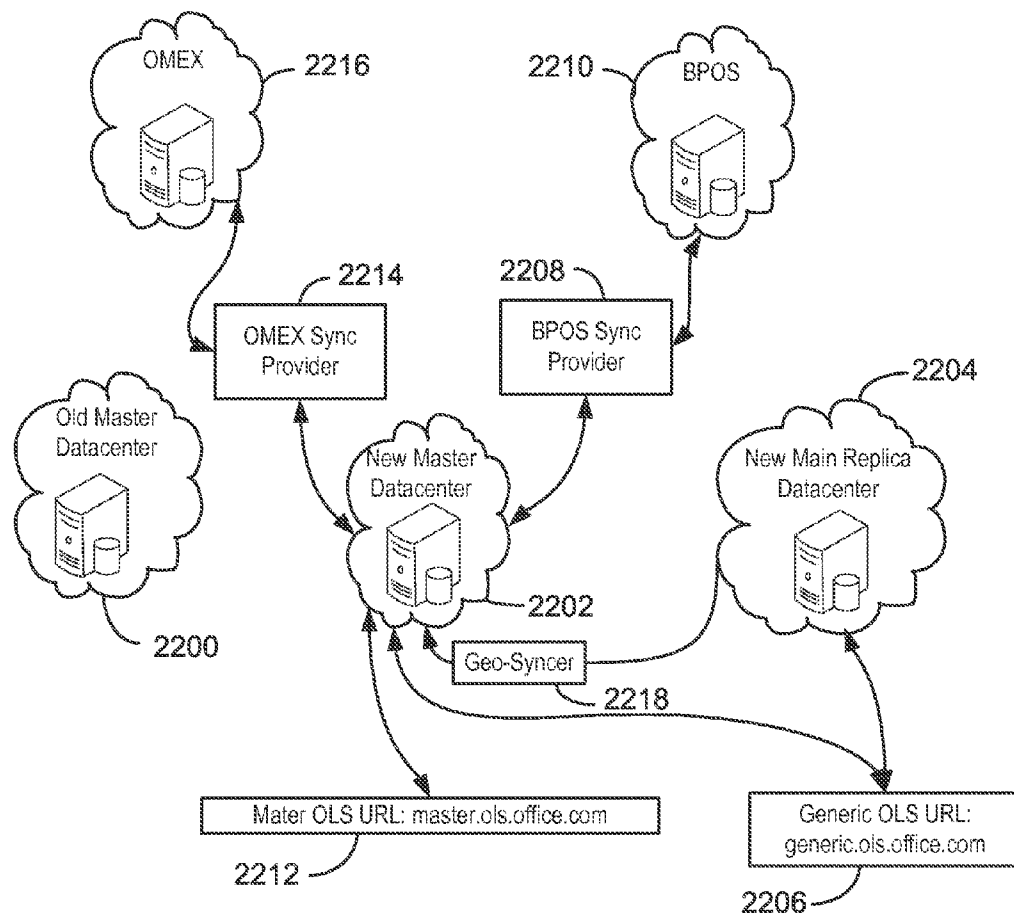 OMEX
2216
2210
BPOS
2214
2208
OMEX Sync
Provider
BPOS Sync
Provider
2204
Old Master
Datacenter
New Master
Datacenter
New Main Replica
Datacenter
2200
2202
Geo-Syncer
2218
Mater OLS URL: master.ols.office.com
Generic OLS URL:
generic.ols.office.com
2212
2206